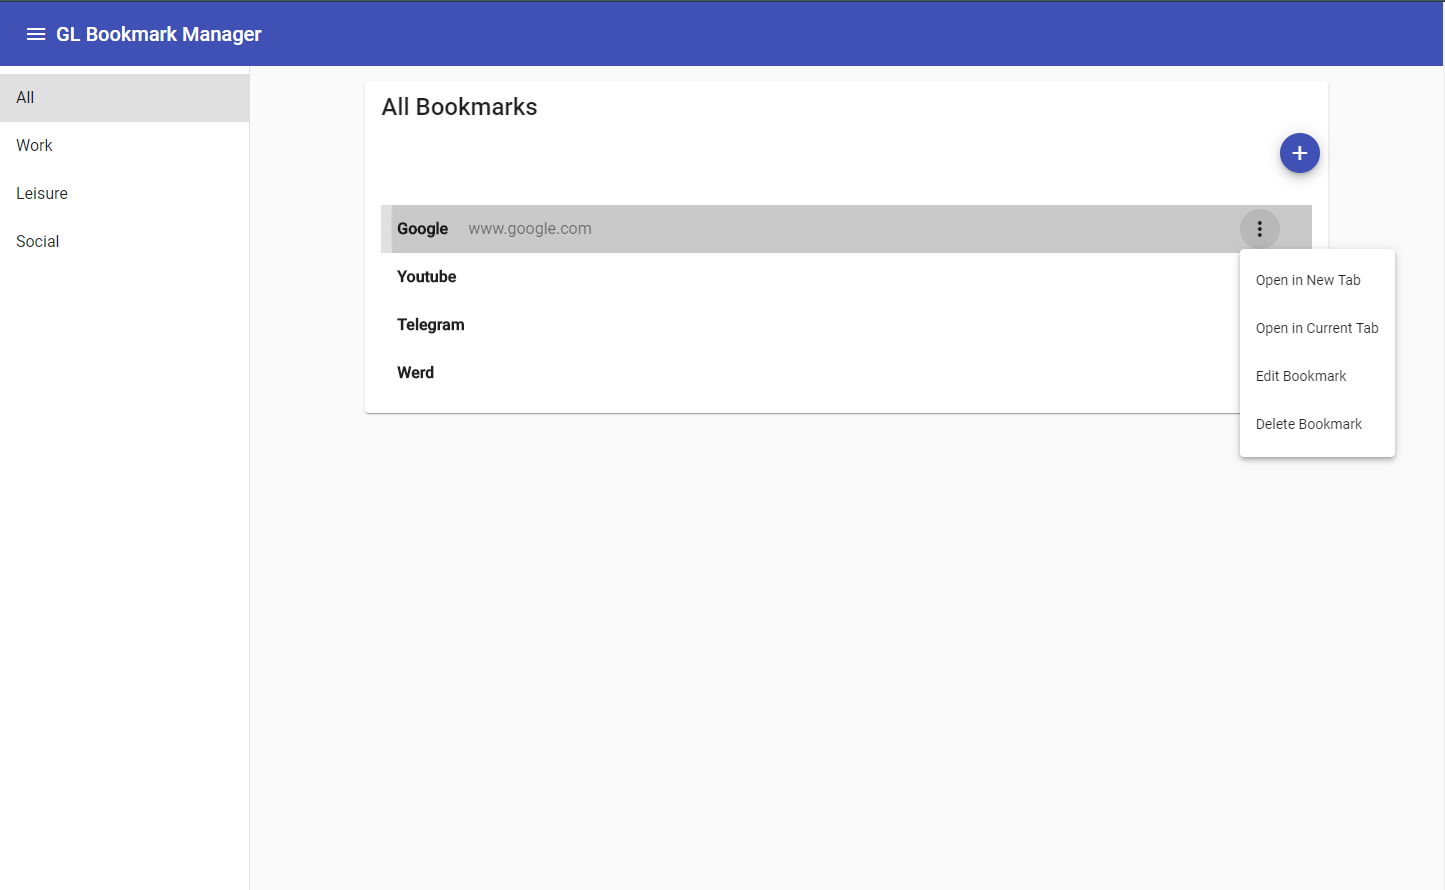 GL Bookmark Manager
All
Work
Leisure
Social
All Bookmarks
Google www.google.com
Youtube
Telegram
Werd
Open in New Tab
Open in Current Tab
Edit Bookmark
Delete Bookmark